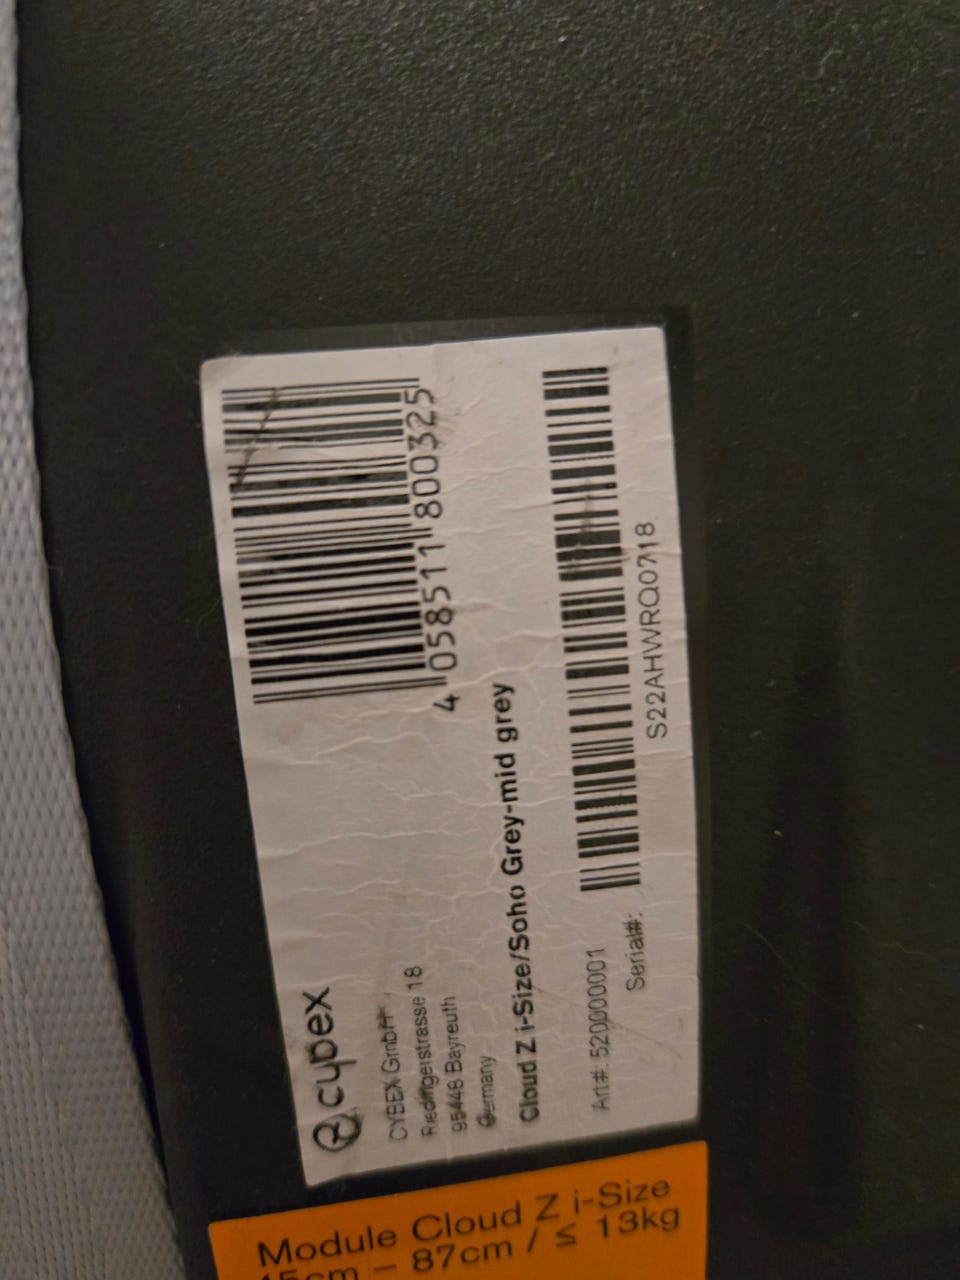 cybex
CYBEX GmbH
Riedingerstrasse 18
95448 Bayreuth
Germany
4 058511 800325
Cloud Z i-Size/Soho Grey-mid grey
Art#: 520000001
Serial#:
S22AHWRQ0718
Module Cloud Z i-Size
45cm – 87cm / ≤ 13kg